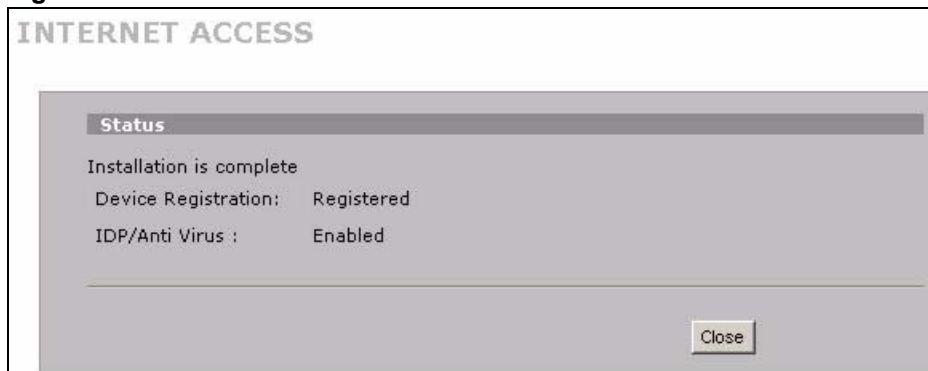 INTERNET ACCESS
Status
Installation is complete
Device Registration: Registered
IDP/Anti Virus : Enabled
Close